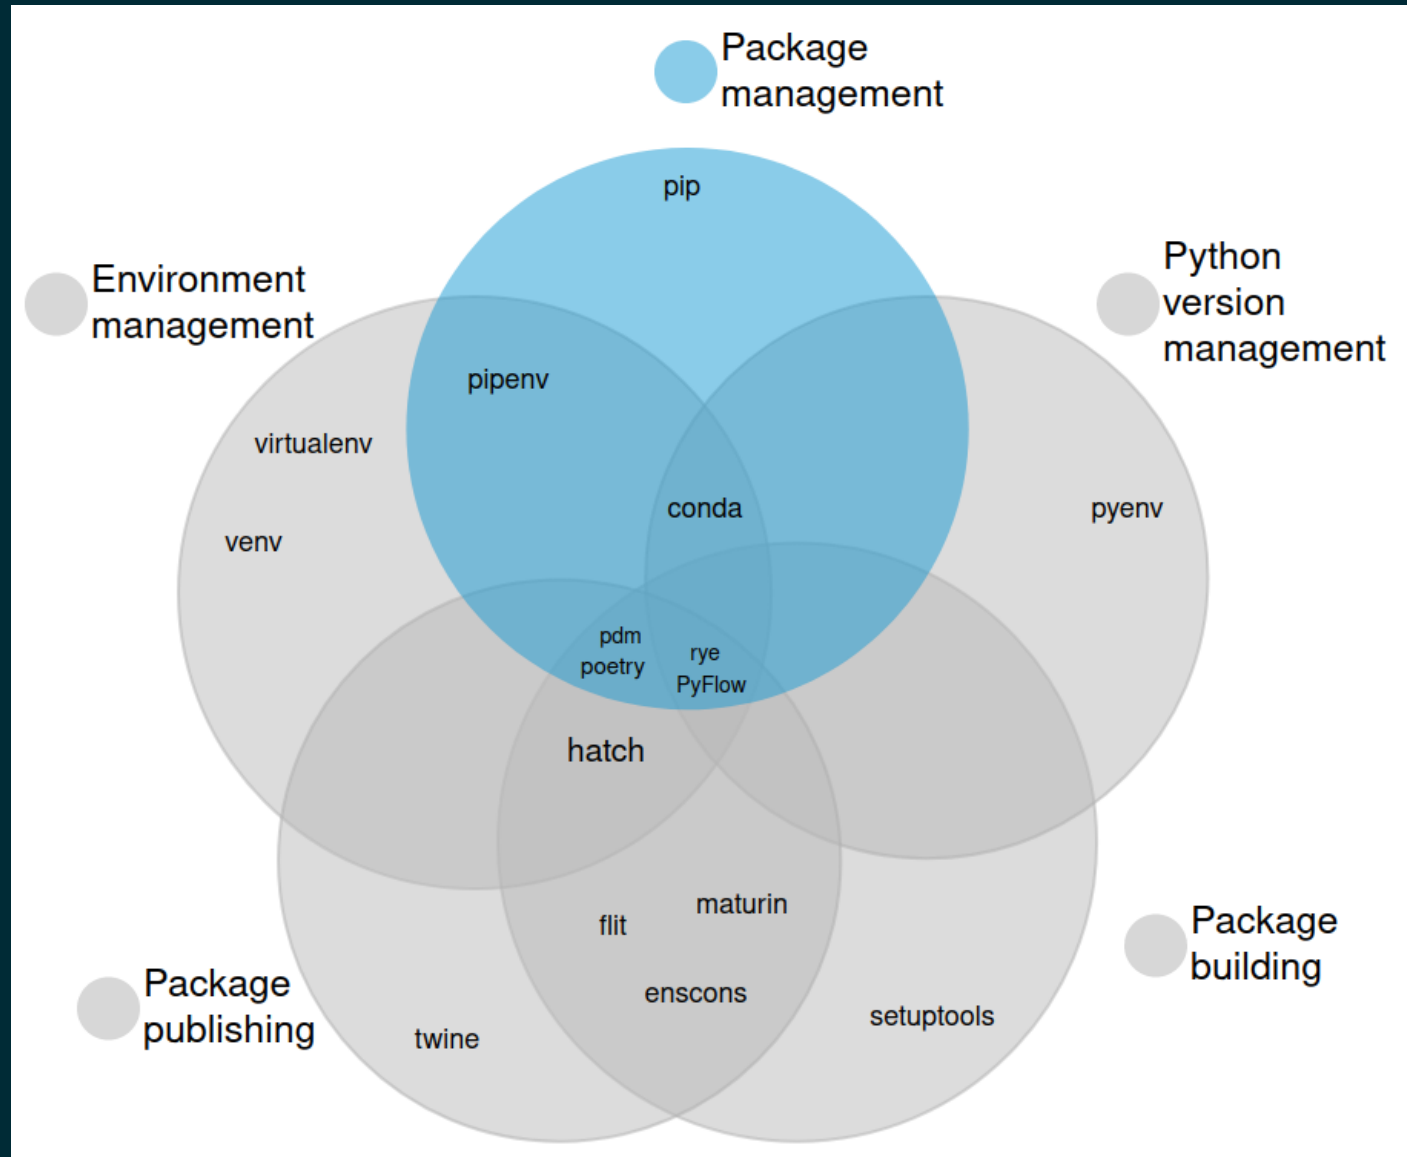 Package
management
pip
Environment
management
Python
version
management
pipenv
virtualenv
conda
pyenv
venv
pdm
poetry
rye
PyFlow
hatch
maturin
flit
enscons
setuptools
twine
Package
building
Package
publishing